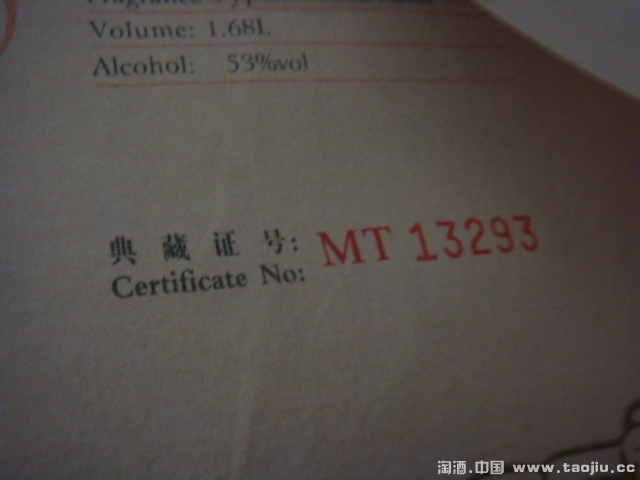 Volume: 1.68L
Alcohol: 53%vol
典藏证号: MT 13293
Certificate No:
淘酒.中国 www.taojiu.cc